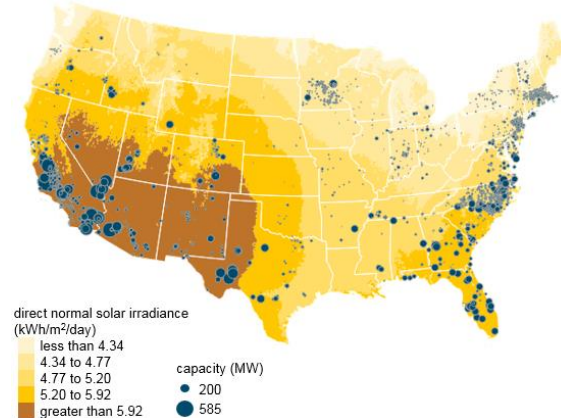 direct normal solar irradiance
(kWh/m²/day)
less than 4.34
4.34 to 4.77
4.77 to 5.20
5.20 to 5.92
greater than 5.92
capacity (MW)
200
585